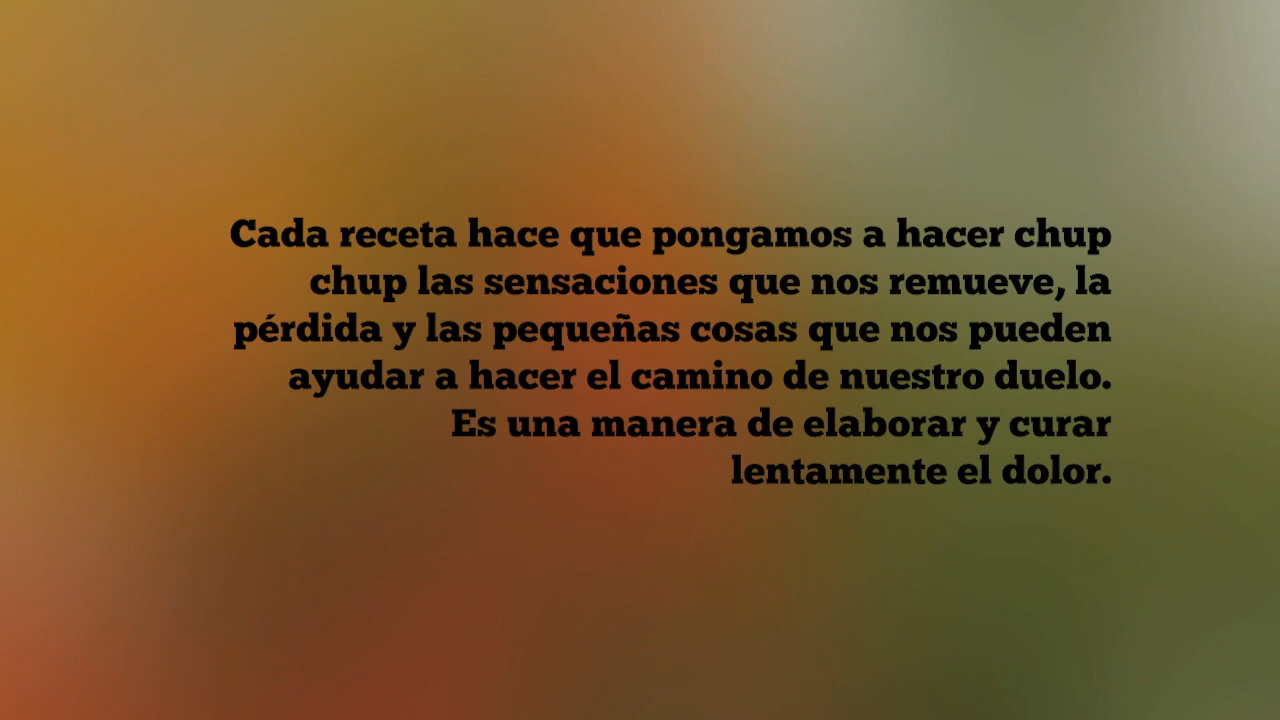 Cada receta hace que pongamos a hacer chup
chup las sensaciones que nos remueve, la
pérdida y las pequeñas cosas que nos pueden
ayudar a hacer el camino de nuestro duelo.
Es una manera de elaborar y curar
lentamente el dolor.